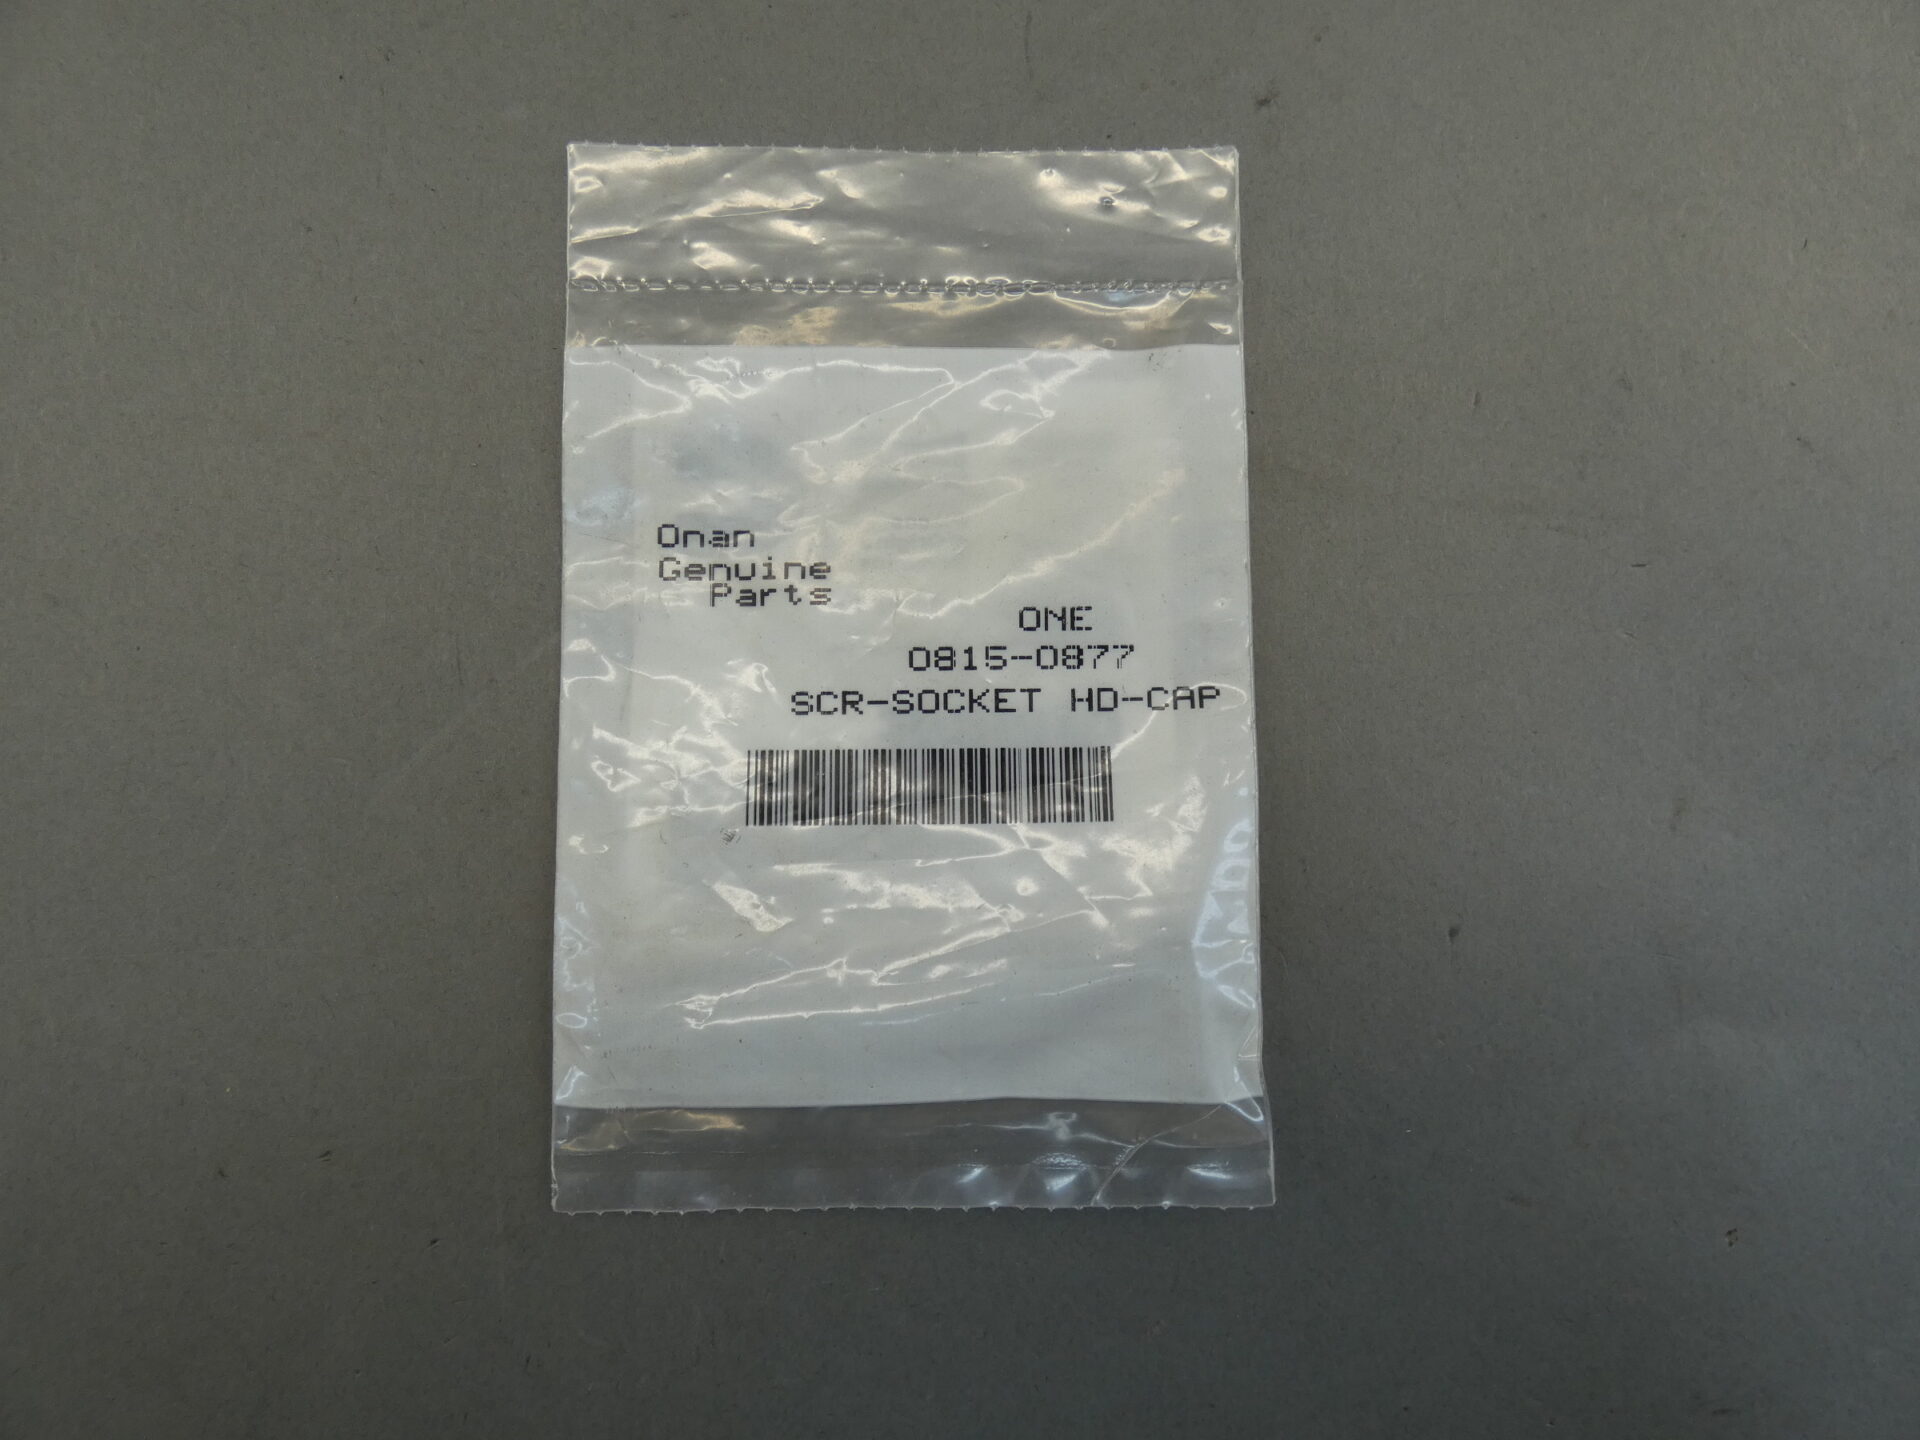 Onan
Genuine
Parts
ONE
0815-0877
SCR-SOCKET HD-CAP